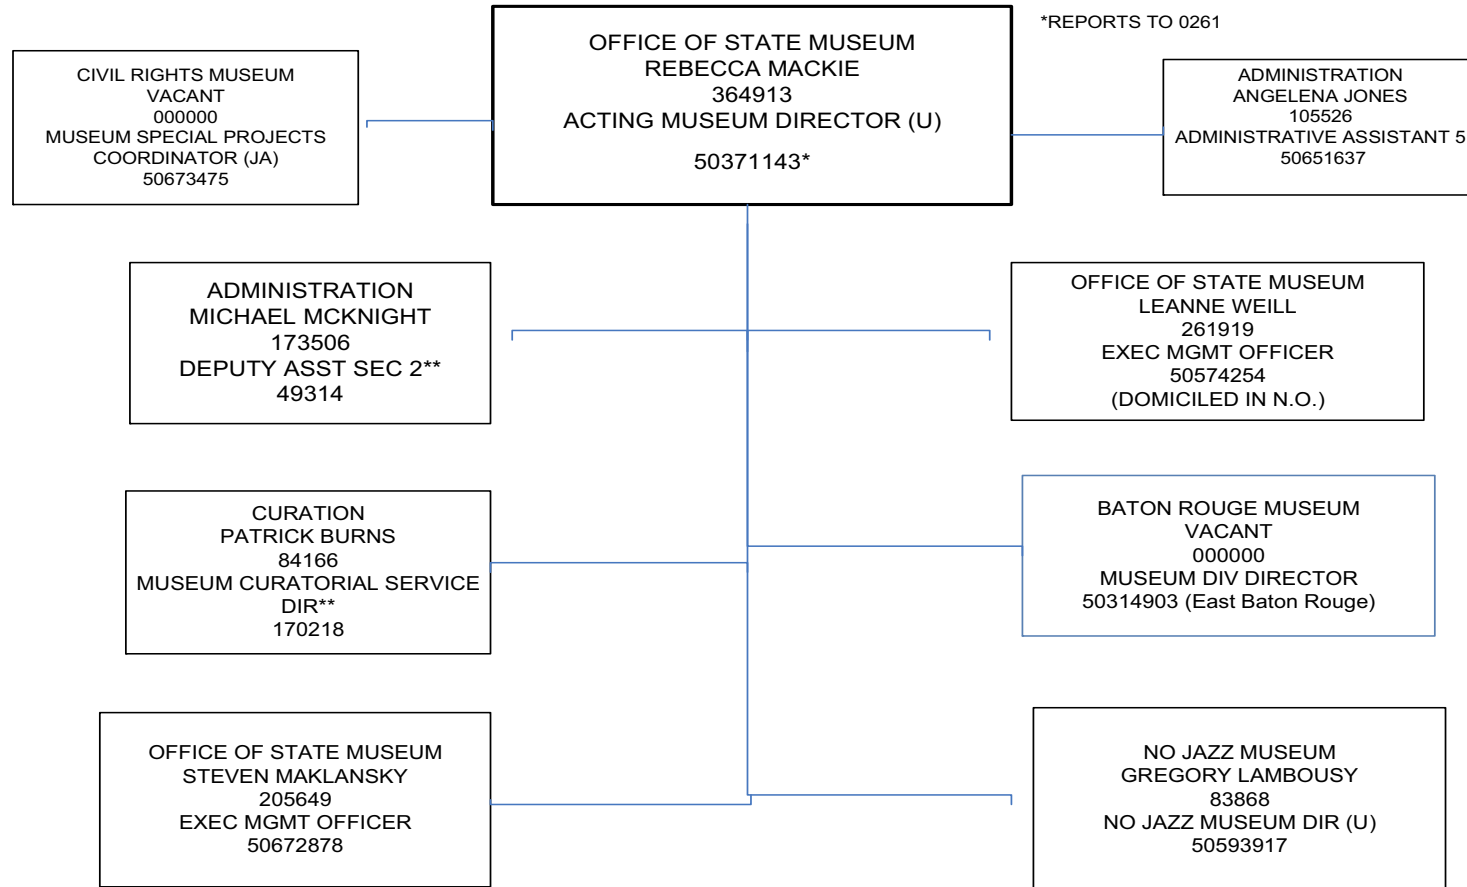 *REPORTS TO 0261
OFFICE OF STATE MUSEUM
REBECCA MACKIE
364913
ACTING MUSEUM DIRECTOR (U)
50371143*
CIVIL RIGHTS MUSEUM
VACANT
000000
MUSEUM SPECIAL PROJECTS
COORDINATOR (JA)
50673475
ADMINISTRATION
ANGELENA JONES
105526
ADMINISTRATIVE ASSISTANT 5
50651637
ADMINISTRATION
MICHAEL MCKNIGHT
173506
DEPUTY ASST SEC 2**
49314
OFFICE OF STATE MUSEUM
LEANNE WEILL
261919
EXEC MGMT OFFICER
50574254
(DOMICILED IN N.O.)
CURATION
PATRICK BURNS
84166
MUSEUM CURATORIAL SERVICE
DIR**
170218
BATON ROUGE MUSEUM
VACANT
000000
MUSEUM DIV DIRECTOR
50314903 (East Baton Rouge)
OFFICE OF STATE MUSEUM
STEVEN MAKLANSKY
205649
EXEC MGMT OFFICER
50672878
NO JAZZ MUSEUM
GREGORY LAMBOUSY
83868
NO JAZZ MUSEUM DIR (U)
50593917